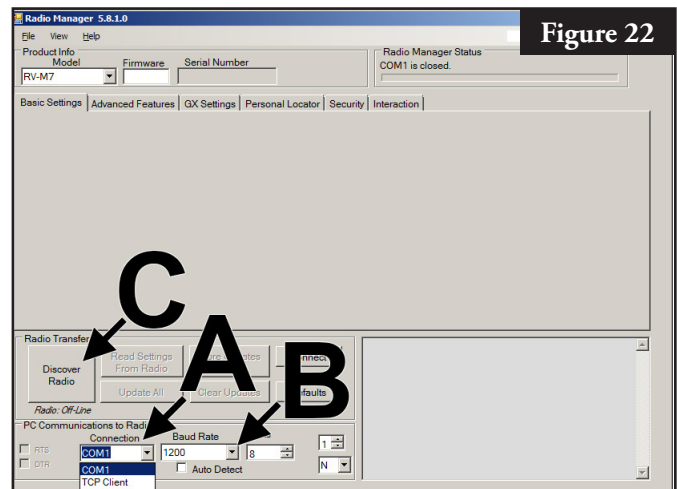 Radio Manager 5.8.1.0
Figure 22
File View Help
Product Info
Model
Firmware
Serial Number
RV-M7
Radio Manager Status
COM1 is closed.
Basic Settings
Advanced Features
GX Settings
Personal Locator
Security
Interaction
C
A
B
Radio Transfer
Discover
Radio
Read Settings
From Radio
Update All
Clear Updates
Radio: Off-Line
PC Communications to
Connection
Baud Rate
RTS
DTR
COM1
1200
8
1
Auto Detect
N
COM1
TCP Client